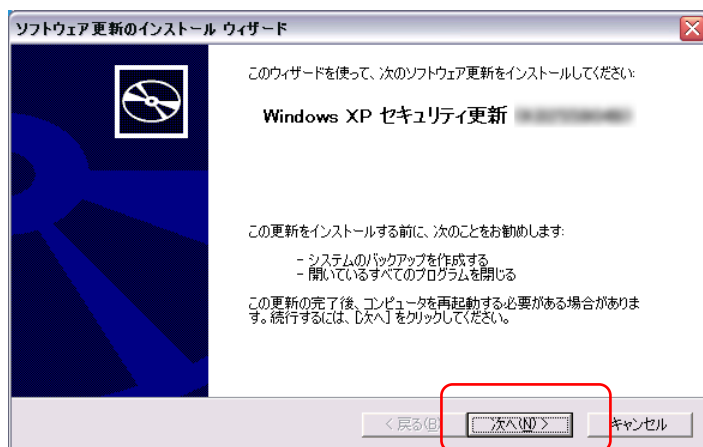 ソフトウェア更新のインストール ウィザード
このウィザードを使って、次のソフトウェア更新をインストールしてください:
Windows XP セキュリティ更新
この更新をインストールする前に、次のことをお勧めします:
- システムのバックアップを作成する
- 開いているすべてのプログラムを閉じる
この更新の完了後、コンピュータを再起動する必要がある場合がありま
す。続行するには、[次へ] をクリックしてください。
< 戻る(B)
次へ(N) >
キャンセル